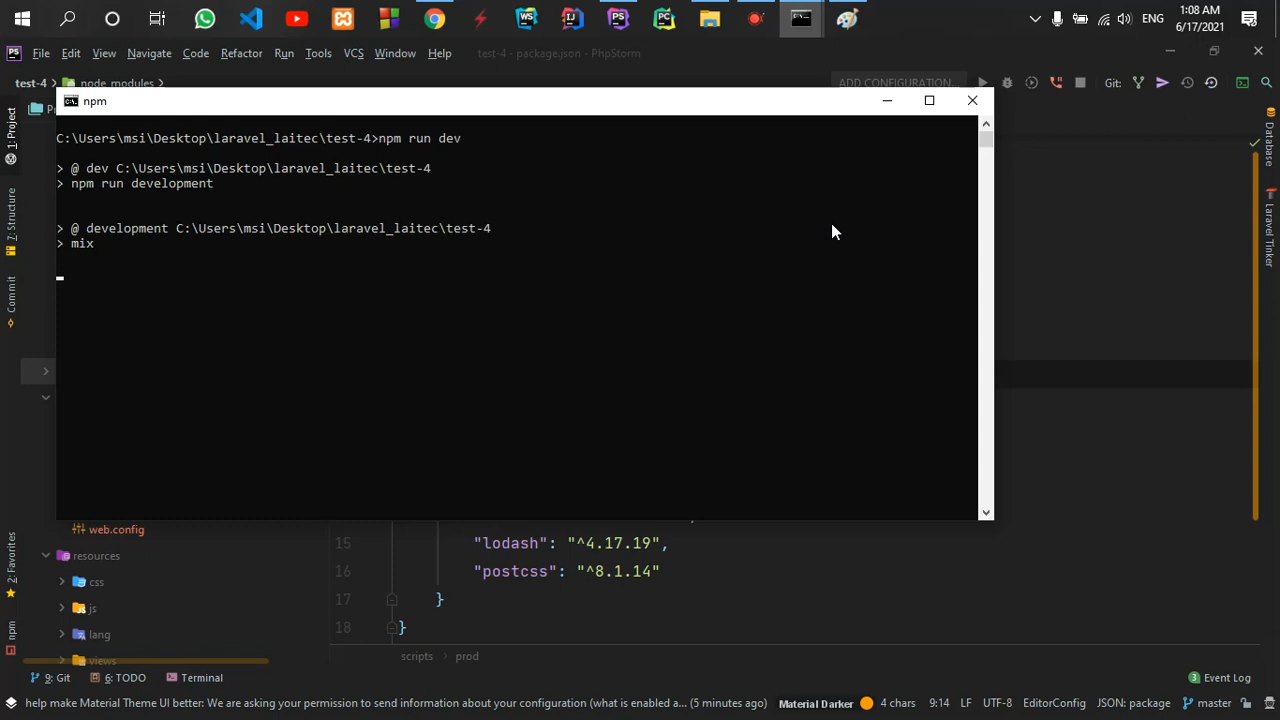 ENG
1:08 AM
6/17/2021
File Edit View Navigate Code Refactor Run Tools VCS Window Help test-4 - package.json - PhpStorm
test-4 node_modules ADD CONFIGURATION... Git:
npm
C:\Users\msi\Desktop\laravel_laitec\test-4>npm run dev
> @ dev C:\Users\msi\Desktop\laravel_laitec\test-4
> npm run development
> @ development C:\Users\msi\Desktop\laravel_laitec\test-4
> mix
1: Project
7: Structure
Commit
2: Favorites
npm
Database
Laravel Tinker
web.config
resources
css
js
lang
views
15 "lodash": "^4.17.19",
16 "postcss": "^8.1.14"
17 }
18 }
scripts > prod
9: Git 6: TODO Terminal 3 Event Log
help make Material Theme UI better: We are asking your permission to send information about your configuration (what is enabled a... (5 minutes ago) Material Darker 4 chars 9:14 LF UTF-8 EditorConfig JSON: package master